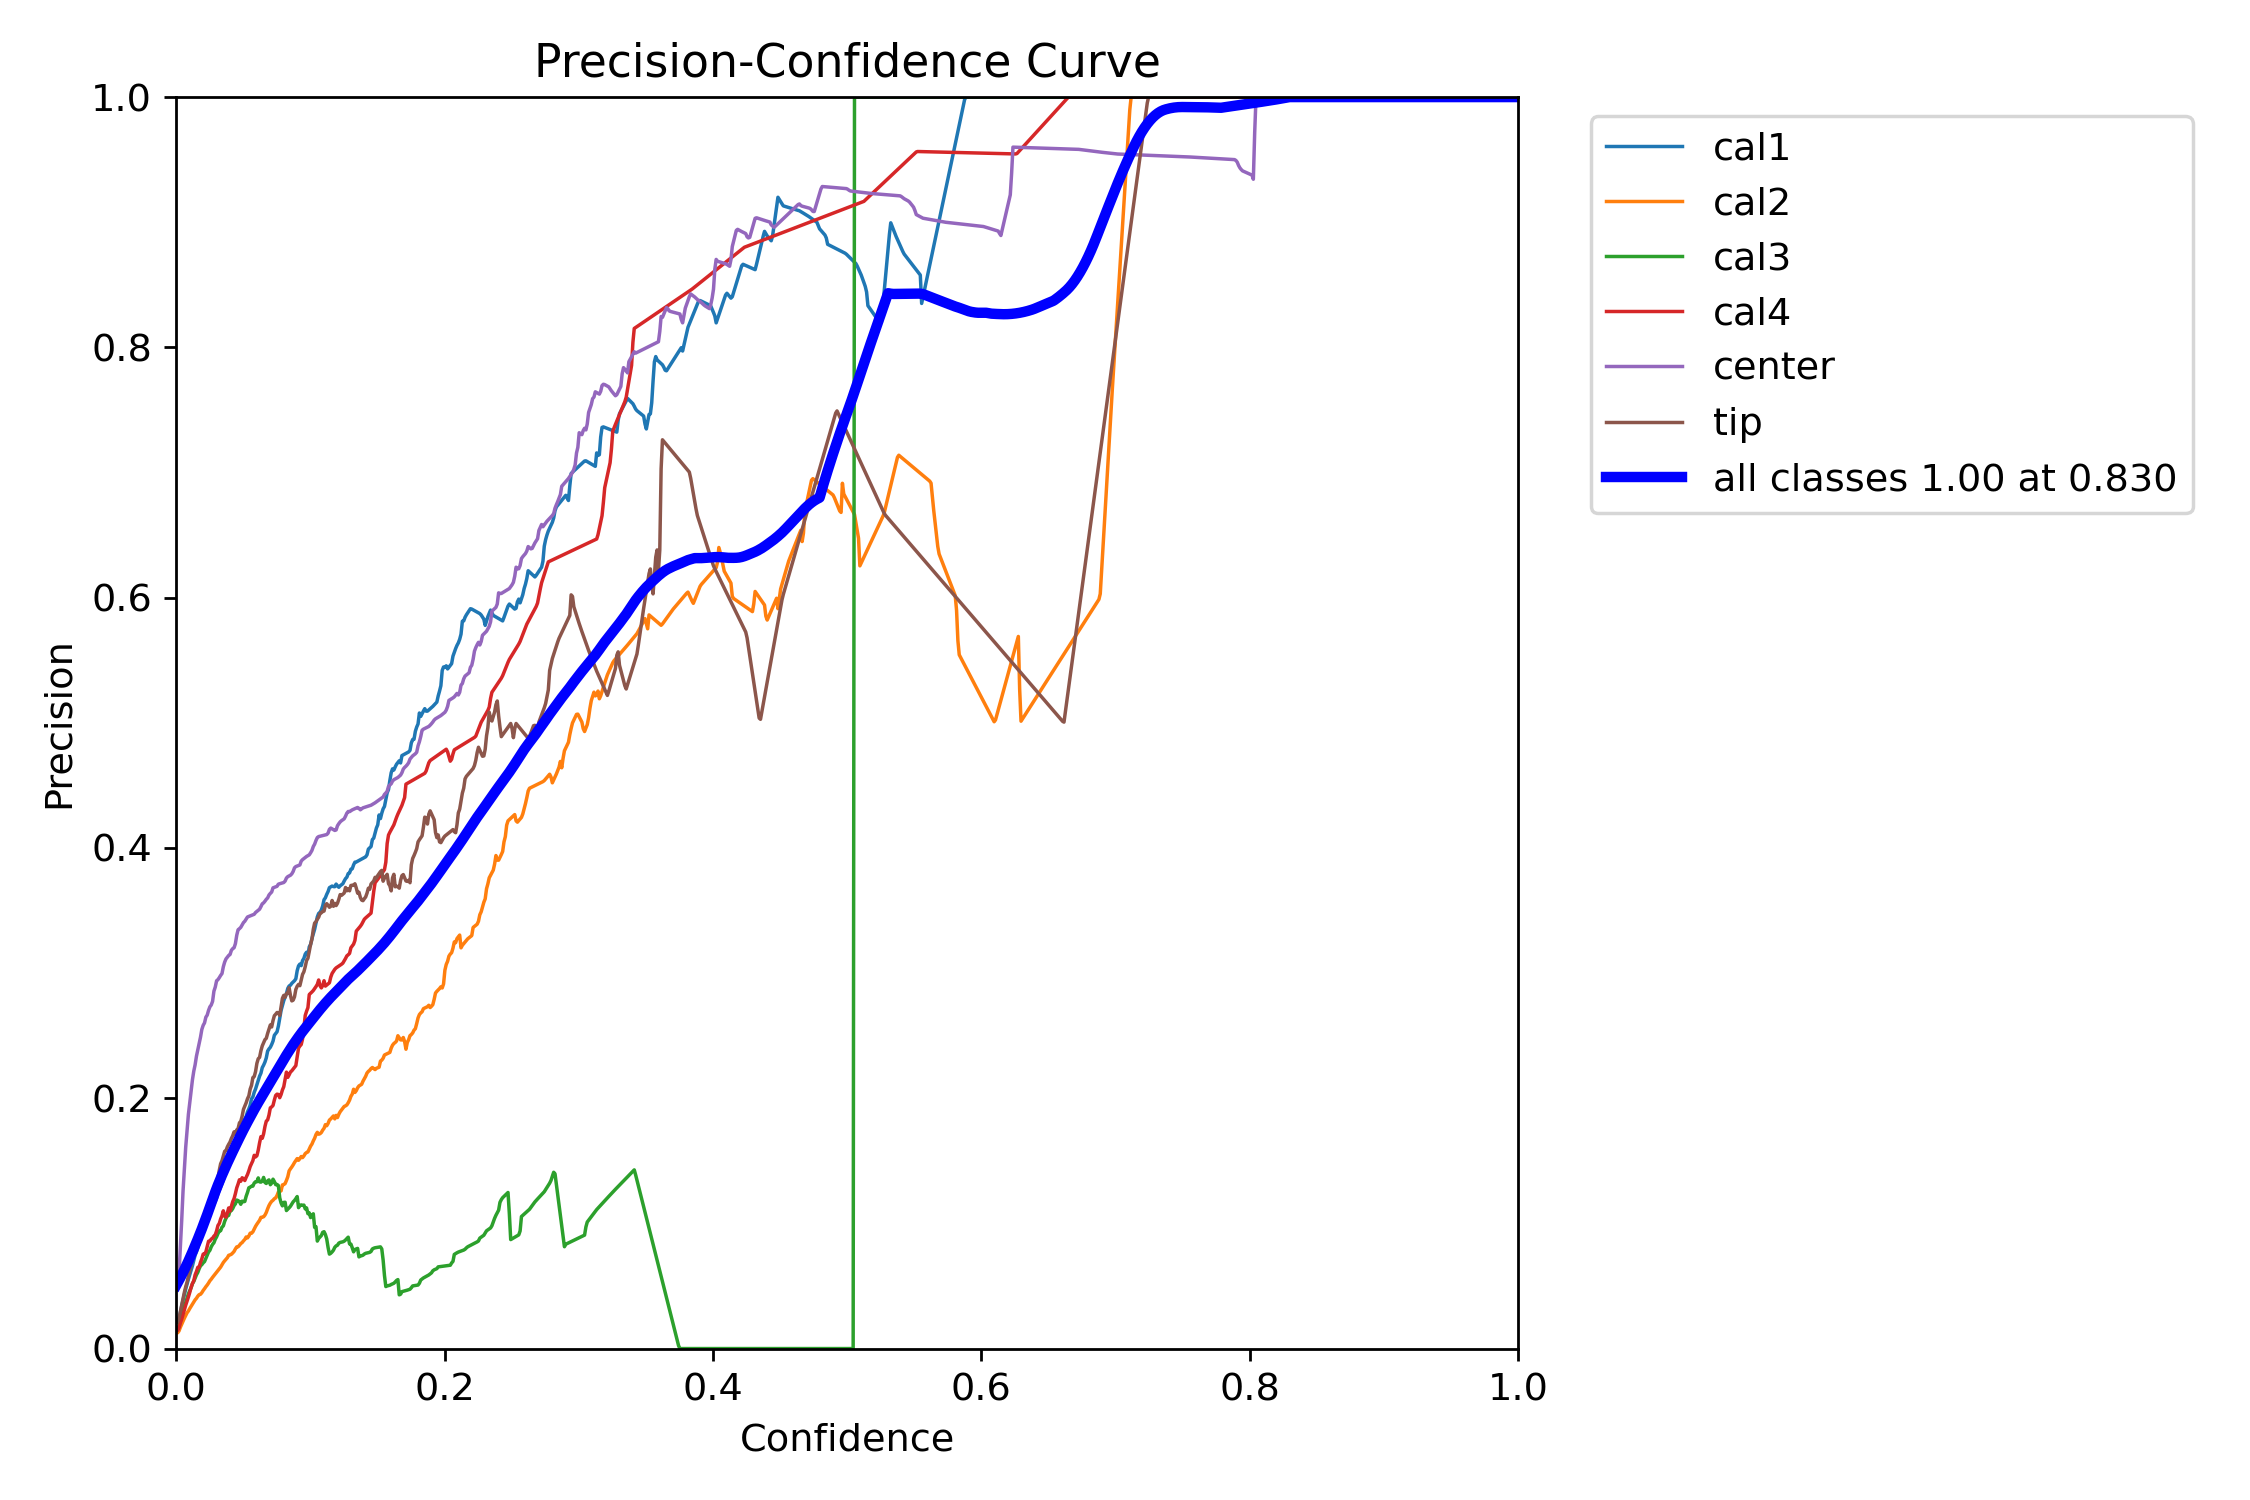 Precision-Confidence Curve
1.0
0.8
0.6
0.4
0.2
0.0
Precision
0.0 0.2 0.4 0.6 0.8 1.0
Confidence
cal1
cal2
cal3
cal4
center
tip
all classes 1.00 at 0.830